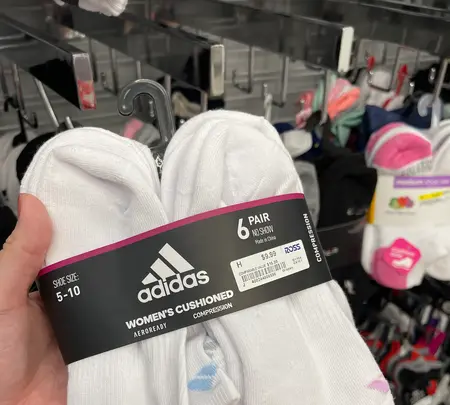 SHOE SIZE:
5-10
adidas
WOMEN'S CUSHIONED
AEROREADY
COMPRESSION
6 PAIR
NO SHOW
Made in China
H
$9.99
ROSS
COMPRESSION